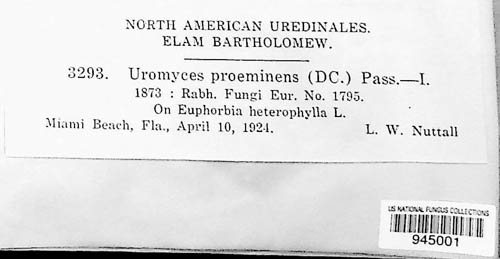 NORTH AMERICAN UREDINALES.
ELAM BARTHOLOMEW.
3293. Uromyces proeminens (DC.) Pass.—I.
1873 : Rabh. Fungi Eur. No. 1795.
On Euphorbia heterophylla L.
Miami Beach, Fla., April 10, 1924. L. W. Nuttall
US NATIONAL FUNGUS COLLECTIONS
945001